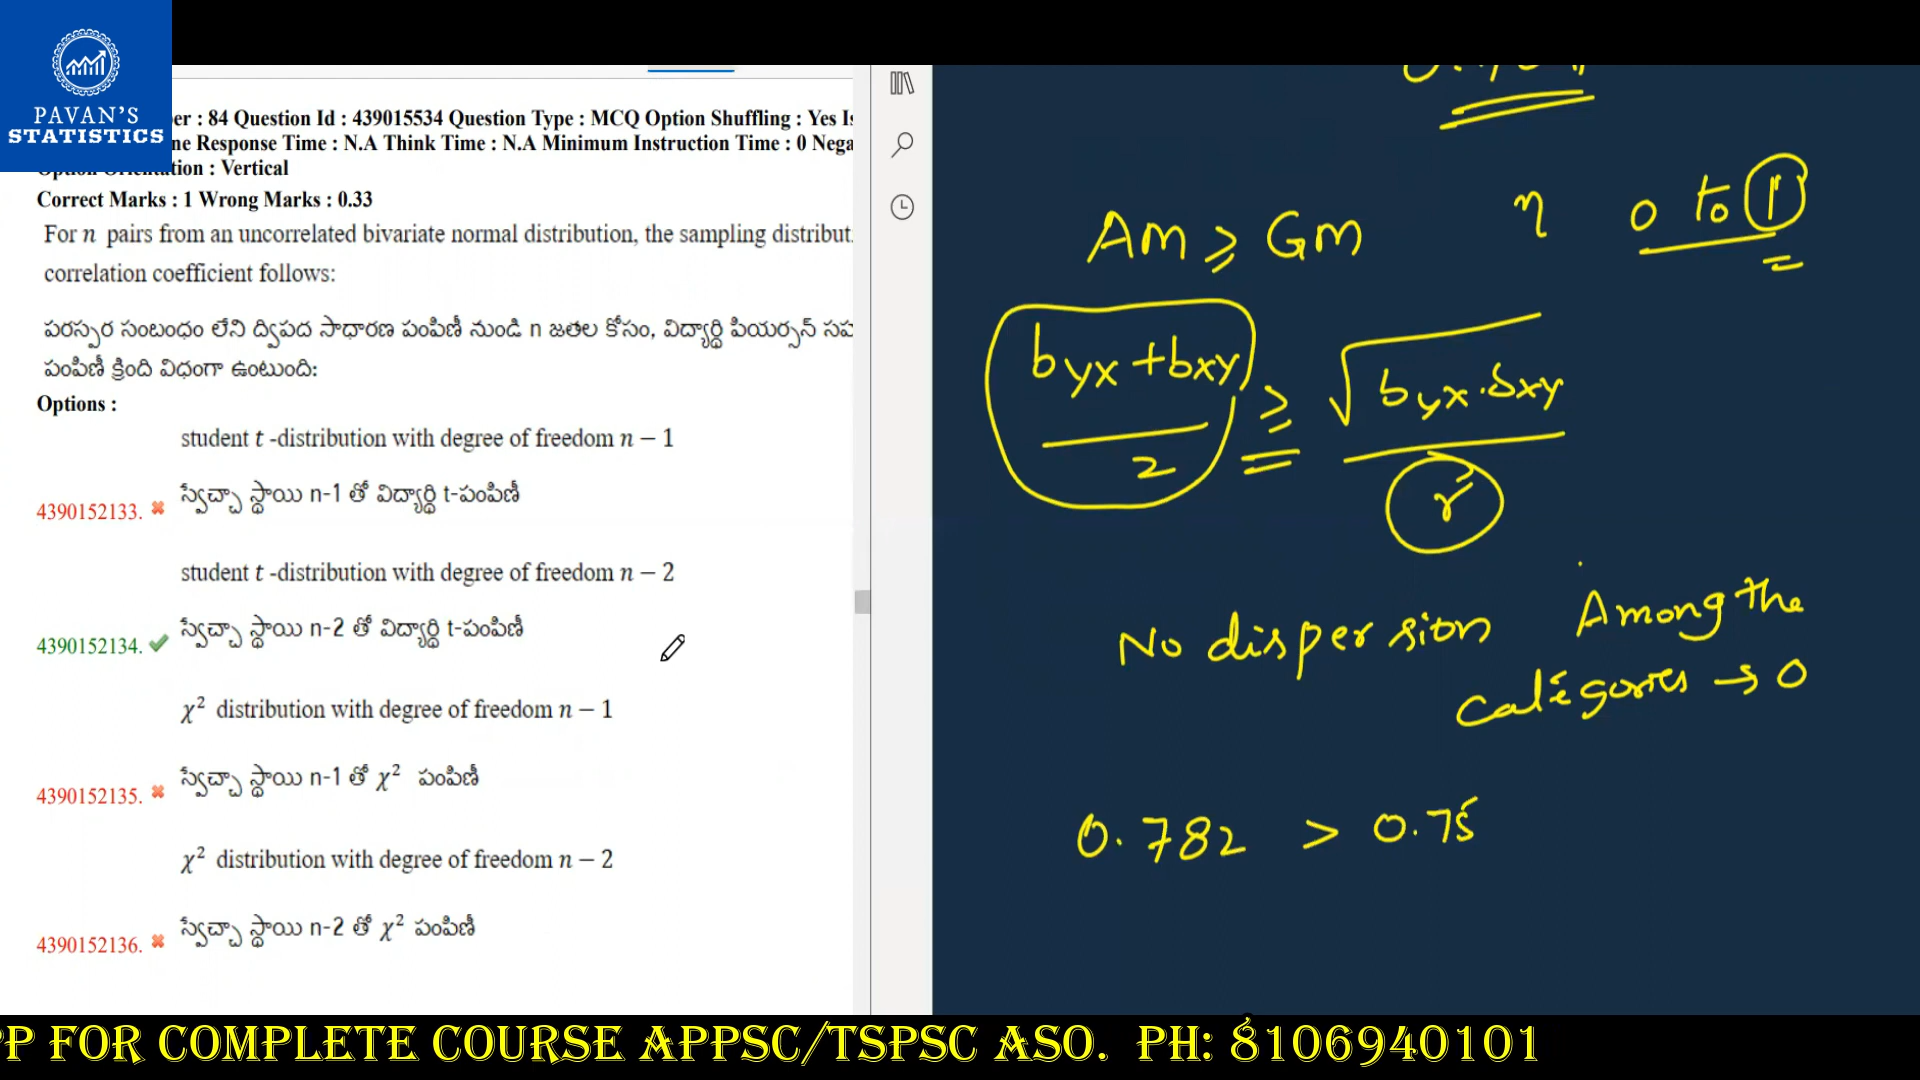 PAVAN'S
STATISTICS
er : 84 Question Id : 439015534 Question Type : MCQ Option Shuffling : Yes Is
ne Response Time : N.A Think Time : N.A Minimum Instruction Time : 0 Nega
Option Orientation : Vertical
Correct Marks : 1 Wrong Marks : 0.33
For n pairs from an uncorrelated bivariate normal distribution, the sampling distribut
correlation coefficient follows:
పరస్పర సంబంధం లేని ద్విపద సాధారణ పంపిణీ నుండి n జతల కోసం, విద్యార్థి పియర్సన్ సహ
పంపిణీ క్రింది విధంగా ఉంటుంది:
Options :
student t -distribution with degree of freedom n − 1
స్వేచ్ఛా స్థాయి n-1 తో విద్యార్థి t-పంపిణీ
4390152133. ✖
student t -distribution with degree of freedom n − 2
స్వేచ్ఛా స్థాయి n-2 తో విద్యార్థి t-పంపిణీ
4390152134. ✔
χ² distribution with degree of freedom n − 1
స్వేచ్ఛా స్థాయి n-1 తో χ² పంపిణీ
4390152135. ✖
χ² distribution with degree of freedom n − 2
స్వేచ్ఛా స్థాయి n-2 తో χ² పంపిణీ
4390152136. ✖
Am ≥ Gm
η 0 to 1
byx + bxy / 2 ≥ √byx · bxy
r²
No dispersion Among the
categories → 0
0.782 > 0.75
PP FOR COMPLETE COURSE APPSC/TSPSC ASO. PH: 8106940101